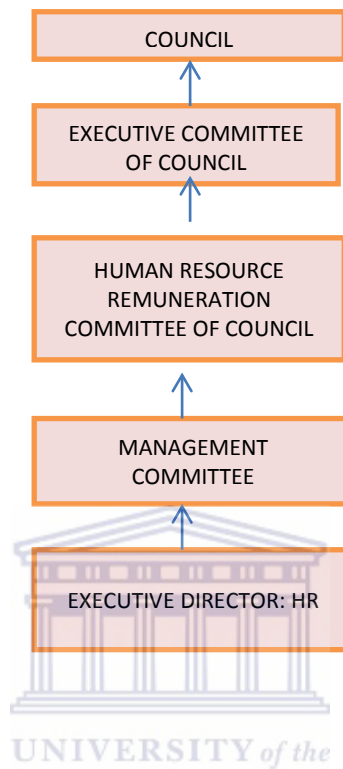 COUNCIL
EXECUTIVE COMMITTEE
OF COUNCIL
HUMAN RESOURCE
REMUNERATION
COMMITTEE OF COUNCIL
MANAGEMENT
COMMITTEE
EXECUTIVE DIRECTOR: HR
UNIVERSITY of the